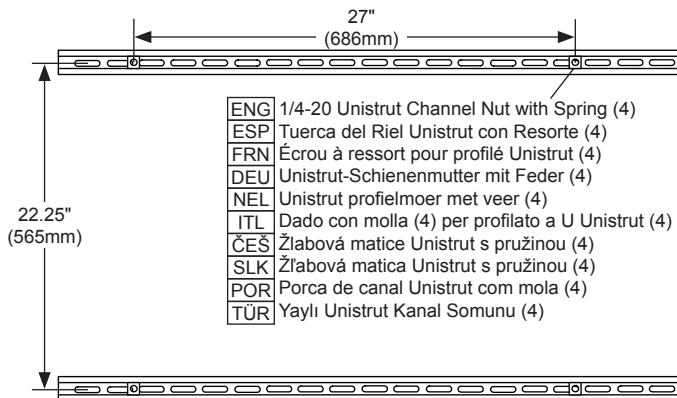 27"
(686mm)
ENG 1/4-20 Unistrut Channel Nut with Spring (4)
ESP Tuerca del Riel Unistrut con Resorte (4)
FRN Écrou à ressort pour profilé Unistrut (4)
DEU Unistrut-Schienenmutter mit Feder (4)
NEL Unistrut profielmoer met veer (4)
ITL Dado con molla (4) per profilato a U Unistrut (4)
ČEŠ Žlabová matice Unistrut s pružinou (4)
SLK Žľabová matica Unistrut s pružinou (4)
POR Porca de canal Unistrut com mola (4)
TÜR Yaylı Unistrut Kanal Somunu (4)
22.25"
(565mm)